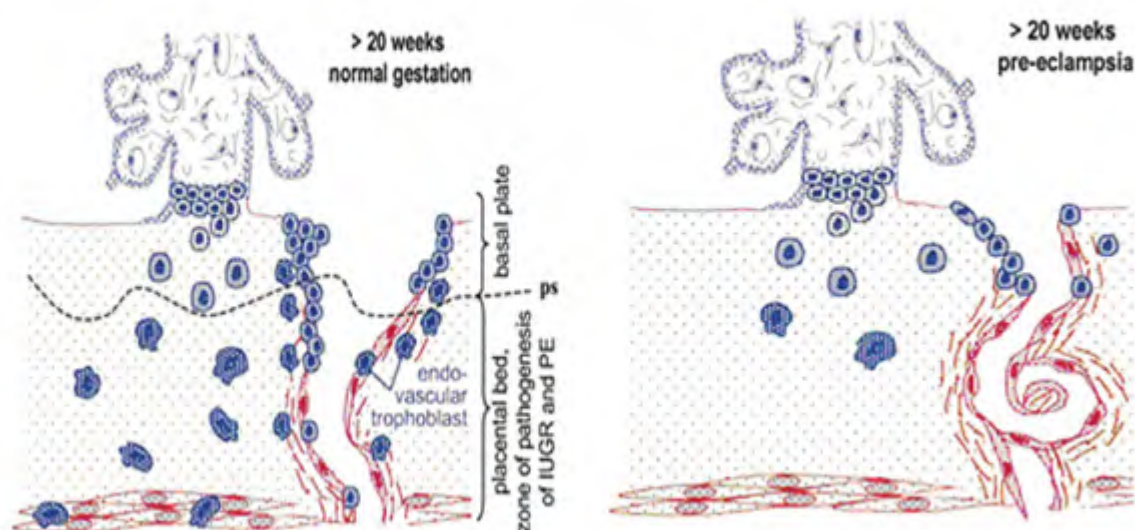 > 20 weeks
normal gestation
> 20 weeks
pre-eclampsia
basal plate
ps
endo-
vascular
trophoblast
placental bed,
zone of pathogenesis
of IUGR and PE